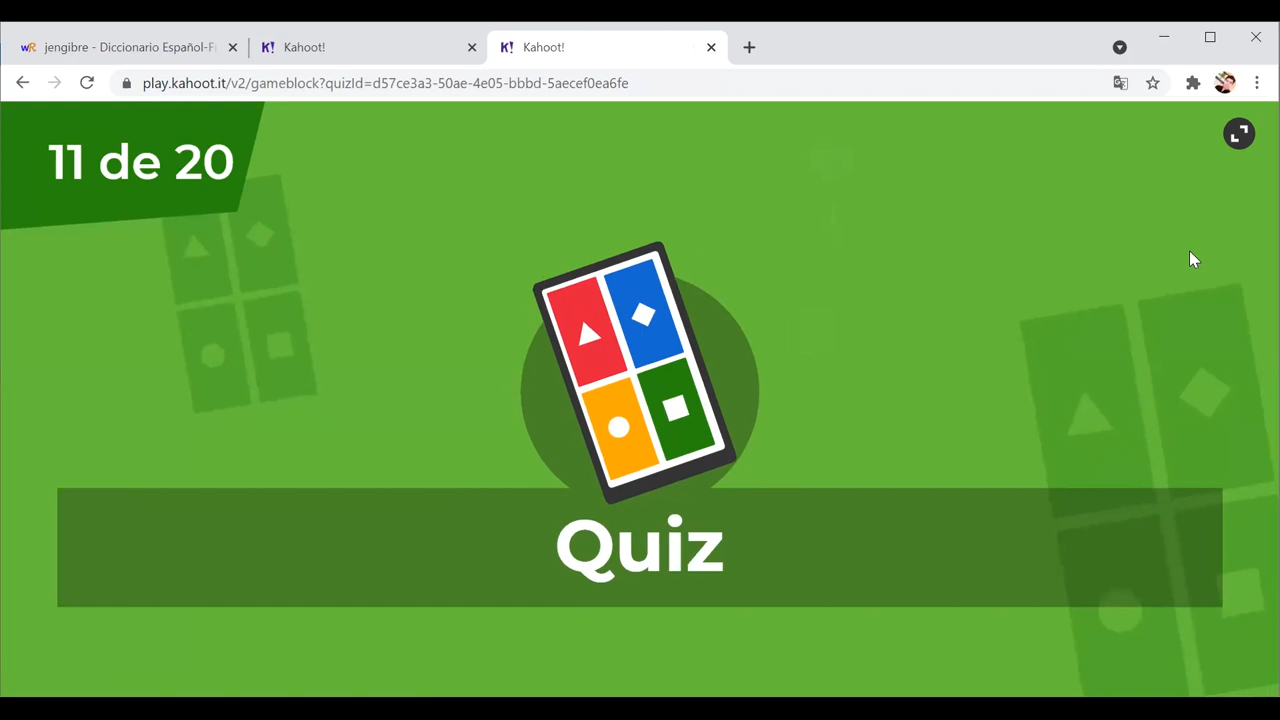 jengibre - Diccionario Español-F
Kahoot!
Kahoot!
play.kahoot.it/v2/gameblock?quizId=d57ce3a3-50ae-4e05-bbbd-5aecef0ea6fe
11 de 20
Quiz